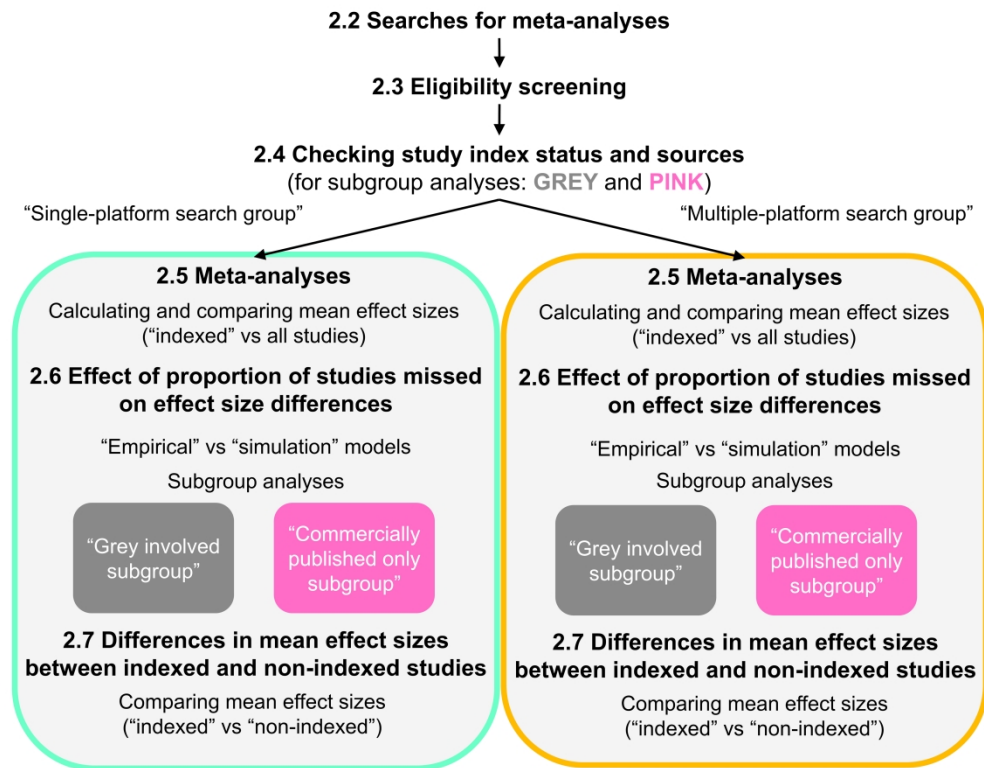 2.2 Searches for meta-analyses
2.3 Eligibility screening
2.4 Checking study index status and sources
(for subgroup analyses: GREY and PINK)
“Single-platform search group”
“Multiple-platform search group”
2.5 Meta-analyses
Calculating and comparing mean effect sizes
(“indexed” vs all studies)
2.6 Effect of proportion of studies missed
on effect size differences
“Empirical” vs “simulation” models
Subgroup analyses
“Grey involved
subgroup”
“Commercially
published only
subgroup”
2.7 Differences in mean effect sizes
between indexed and non-indexed studies
Comparing mean effect sizes
(“indexed” vs “non-indexed”)
2.5 Meta-analyses
Calculating and comparing mean effect sizes
(“indexed” vs all studies)
2.6 Effect of proportion of studies missed
on effect size differences
“Empirical” vs “simulation” models
Subgroup analyses
“Grey involved
subgroup”
“Commercially
published only
subgroup”
2.7 Differences in mean effect sizes
between indexed and non-indexed studies
Comparing mean effect sizes
(“indexed” vs “non-indexed”)